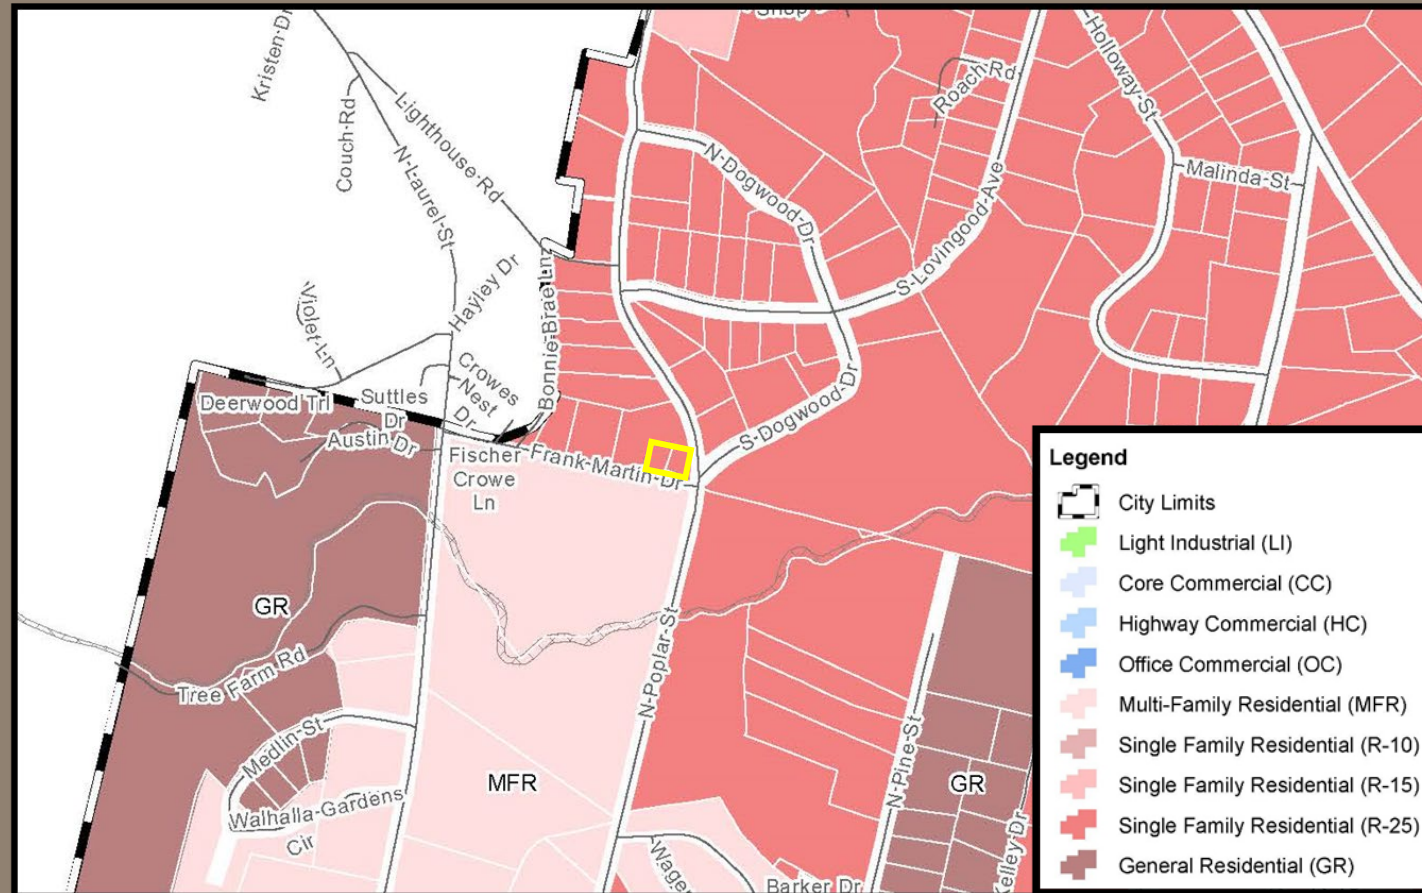 Shop
Kristen-Dr
Couch-Rd
Lighthouse-Rd
N-Laurel-St
Roach-Rd
Holloway-St
Malinda-St
N-Dogwood-Dr
S-Lovingood-Ave
Hayley Dr
Violet-Ln
Bonnie-Brae-Ln
Crowes
Nest
Dr
Deerwood Trl
Suttles
Dr
Austin Dr
Fischer
Crowe
Ln
Frank-Martin-Dr
S-Dogwood-Dr
GR
Tree Farm Rd
N-Poplar-St
Medlin-St
Walhalla-Gardens
Cir
MFR
N-Pine-St
GR
Kelley-Dr
Barker Dr
Legend
City Limits
Light Industrial (LI)
Core Commercial (CC)
Highway Commercial (HC)
Office Commercial (OC)
Multi-Family Residential (MFR)
Single Family Residential (R-10)
Single Family Residential (R-15)
Single Family Residential (R-25)
General Residential (GR)